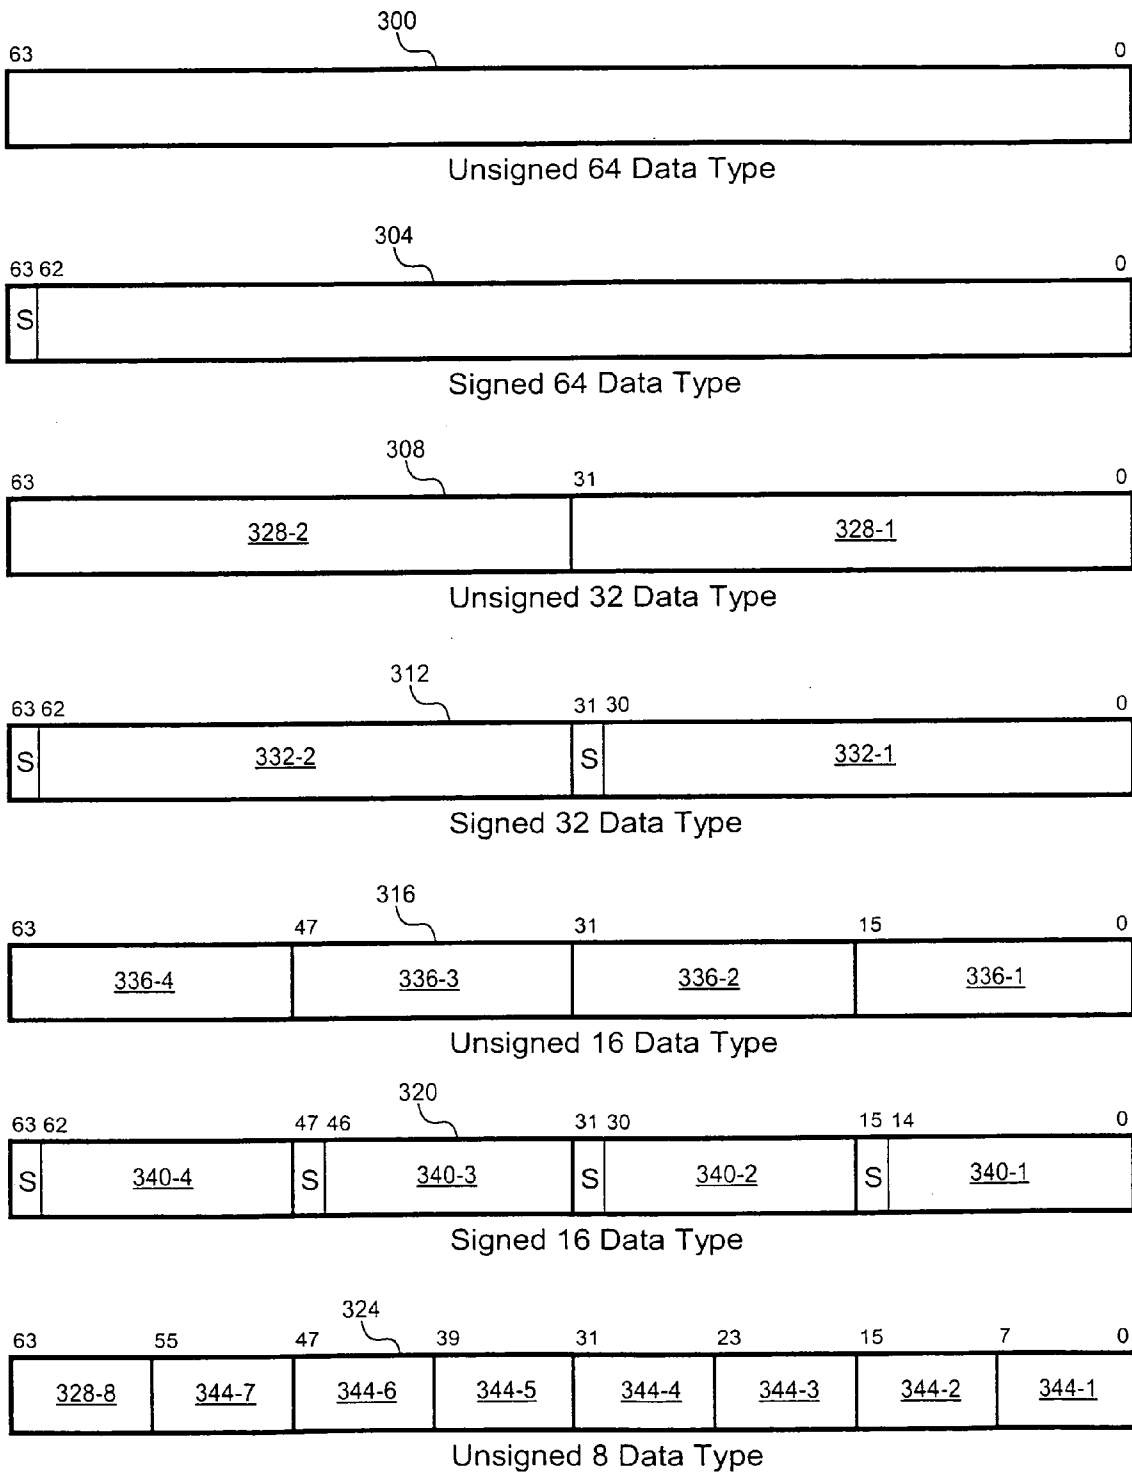 300
63 0
Unsigned 64 Data Type
304
63 62 0
S
Signed 64 Data Type
308
63 31 0
328-2 328-1
Unsigned 32 Data Type
312
63 62 31 30 0
S 332-2 S 332-1
Signed 32 Data Type
316
63 47 31 15 0
336-4 336-3 336-2 336-1
Unsigned 16 Data Type
320
63 62 47 46 31 30 15 14 0
S 340-4 S 340-3 S 340-2 S 340-1
Signed 16 Data Type
324
63 55 47 39 31 23 15 7 0
328-8 344-7 344-6 344-5 344-4 344-3 344-2 344-1
Unsigned 8 Data Type